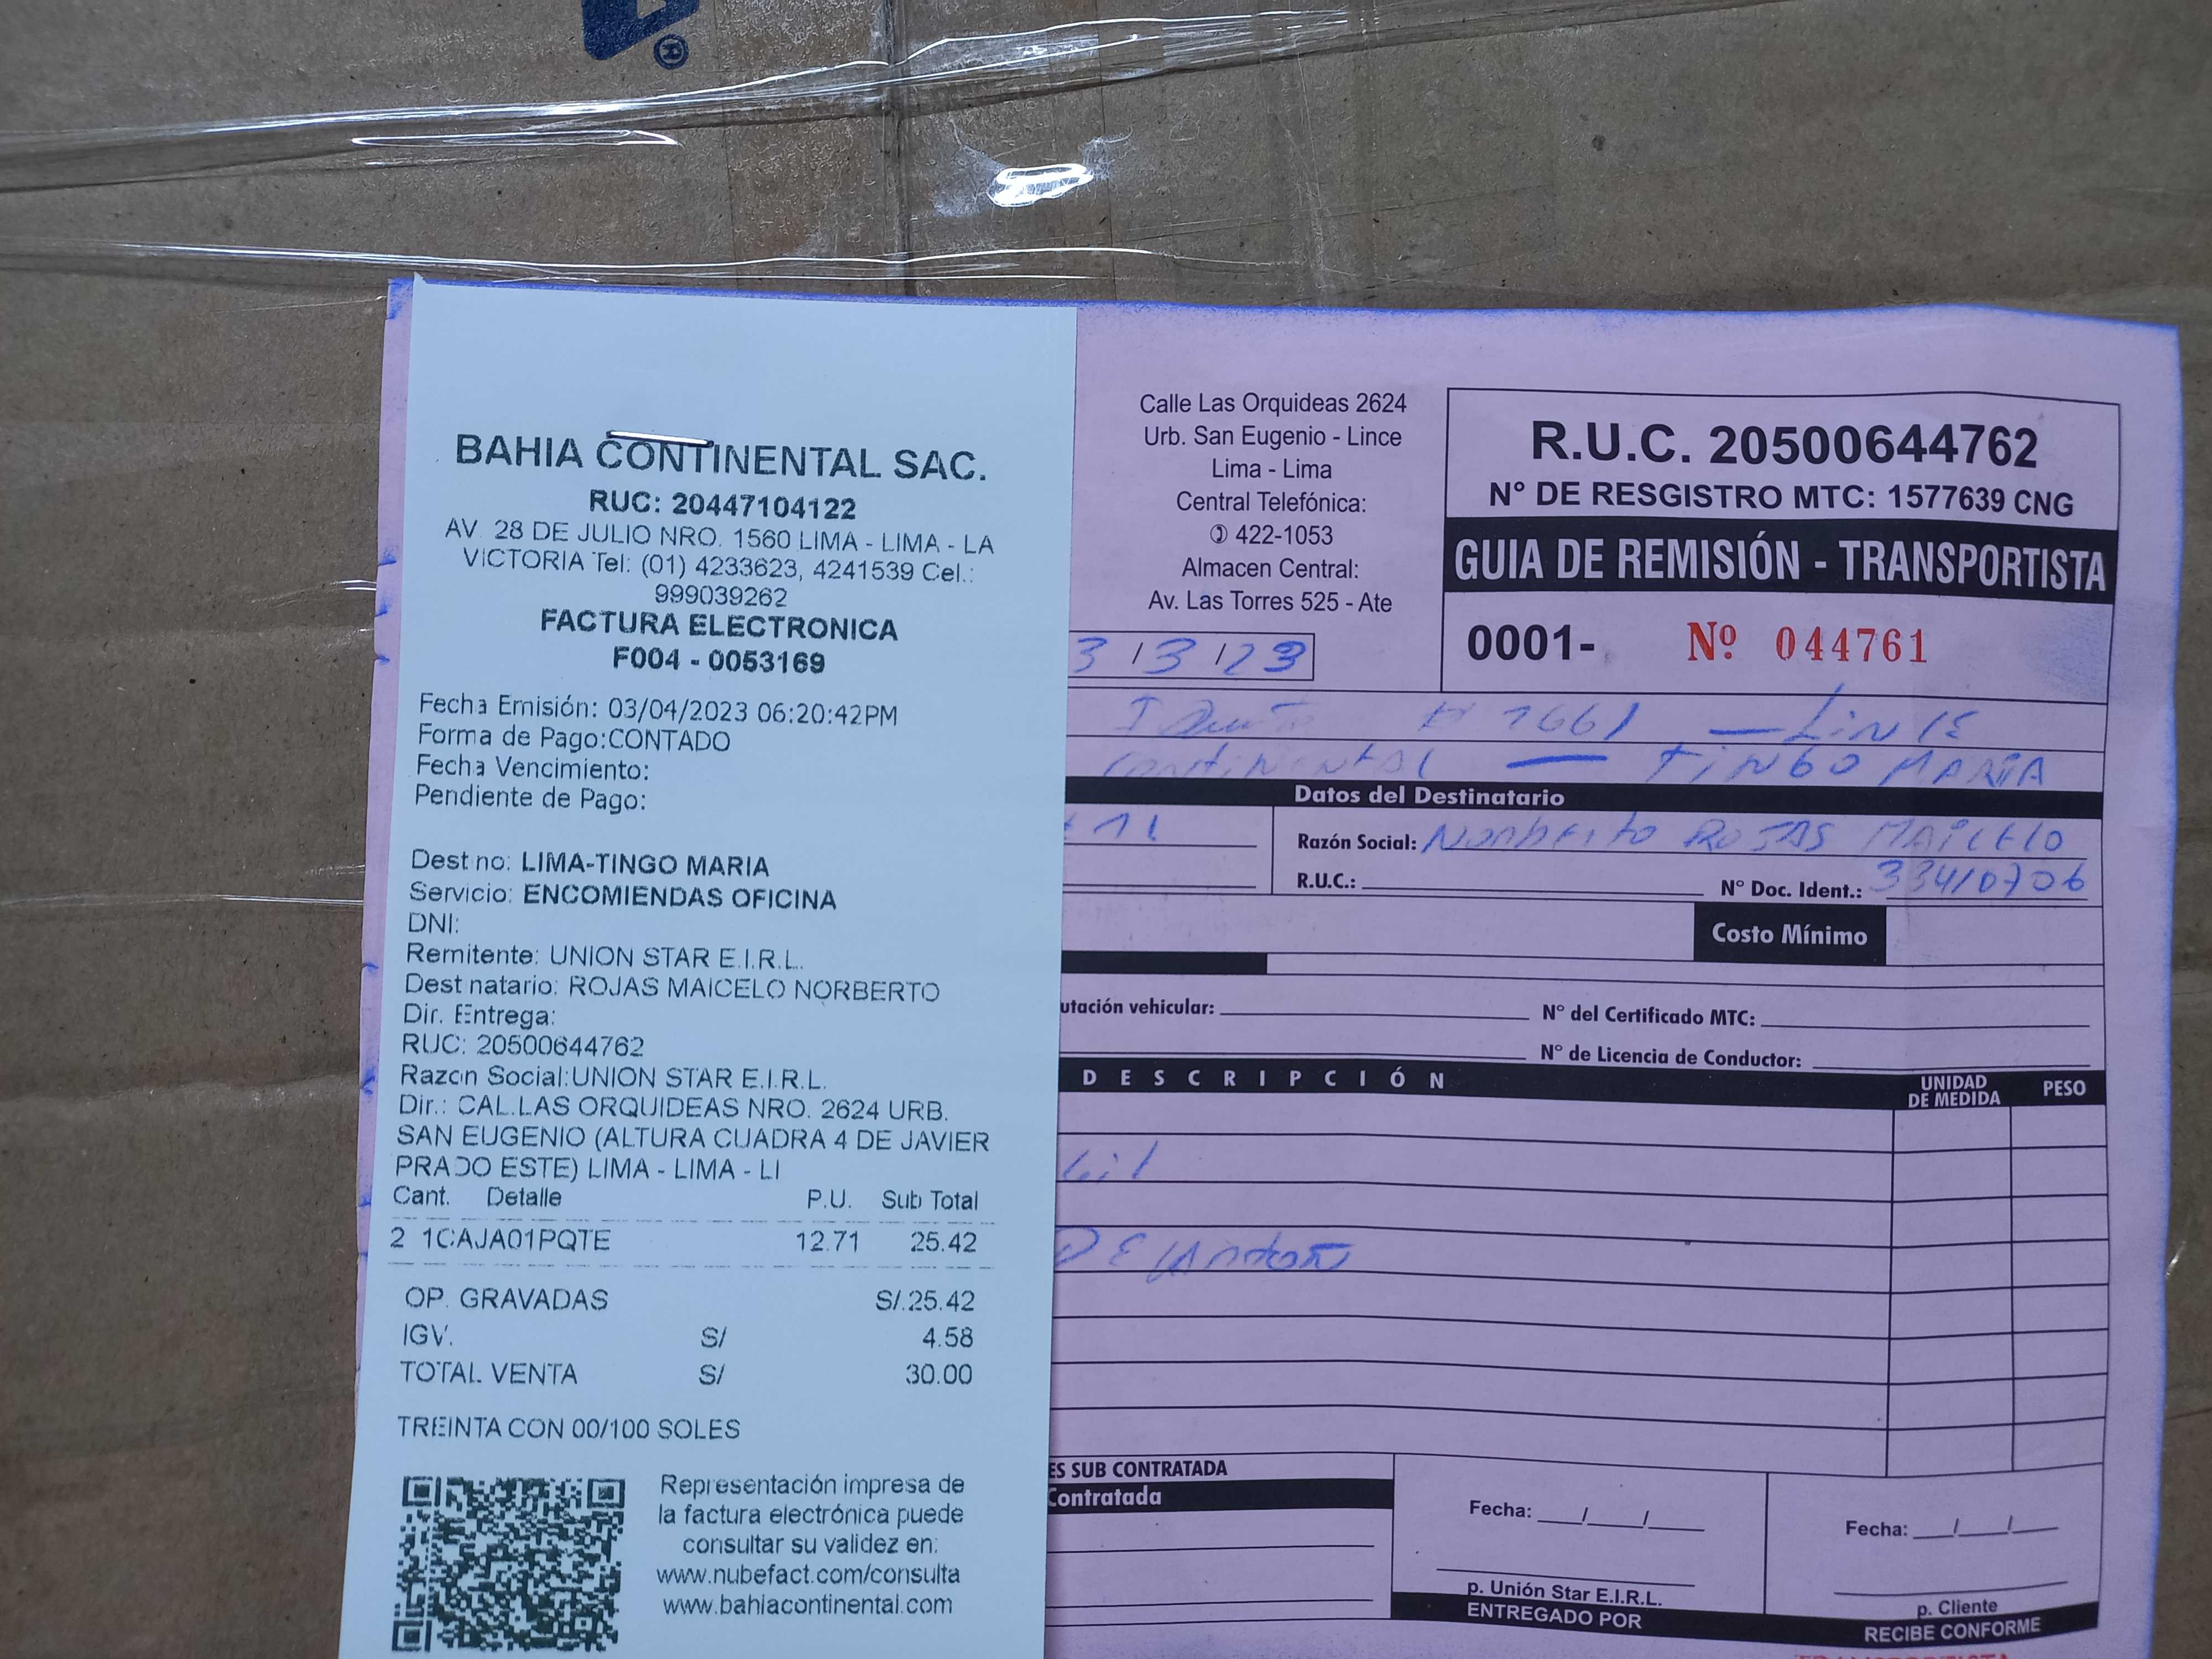 BAHIA CONTINENTAL SAC.
RUC: 20447104122
AV. 28 DE JULIO NRO. 1560 LIMA - LIMA - LA
VICTORIA Tel: (01) 4233623, 4241539 Cel.:
999039262
FACTURA ELECTRONICA
F004 - 0053169
Fecha Emisión: 03/04/2023 06:20:42PM
Forma de Pago:CONTADO
Fecha Vencimiento:
Pendiente de Pago:
Dest no: LIMA-TINGO MARIA
Servicio: ENCOMIENDAS OFICINA
DNI:
Remitente: UNION STAR E.I.R.L.
Dest natario: ROJAS MAICELO NORBERTO
Dir. Entrega:
RUC: 20500644762
Razon Social:UNION STAR E.I.R.L.
Dir.: CAL.LAS ORQUIDEAS NRO. 2624 URB.
SAN EUGENIO (ALTURA CUADRA 4 DE JAVIER
PRADO ESTE) LIMA - LIMA - LI
Cant. Detalle P.U. Sub Total
2 1CAJA01PQTE 12.71 25.42
OP. GRAVADAS S/.25.42
IGV. S/ 4.58
TOTAL VENTA S/ 30.00
TREINTA CON 00/100 SOLES
Representación impresa de
la factura electrónica puede
consultar su validez en:
www.nubefact.com/consulta
www.bahiacontinental.com
Calle Las Orquideas 2624
Urb. San Eugenio - Lince
Lima - Lima
Central Telefónica:
422-1053
Almacen Central:
Av. Las Torres 525 - Ate
R.U.C. 20500644762
N° DE RESGISTRO MTC: 1577639 CNG
GUIA DE REMISIÓN - TRANSPORTISTA
0001- Nº 044761
3 / 3 / 23
# 1661 — LINCE
Continental — TINGO MARIA
Datos del Destinatario
Razón Social: Norberto ROJAS MAICELO
R.U.C.: N° Doc. Ident.: 33410706
Costo Mínimo
utación vehicular: N° del Certificado MTC:
N° de Licencia de Conductor:
DESCRIPCIÓN UNIDAD DE MEDIDA PESO
DE
ES SUB CONTRATADA
Contratada
Fecha: / /
p. Unión Star E.I.R.L.
ENTREGADO POR
Fecha: / /
p. Cliente
RECIBE CONFORME